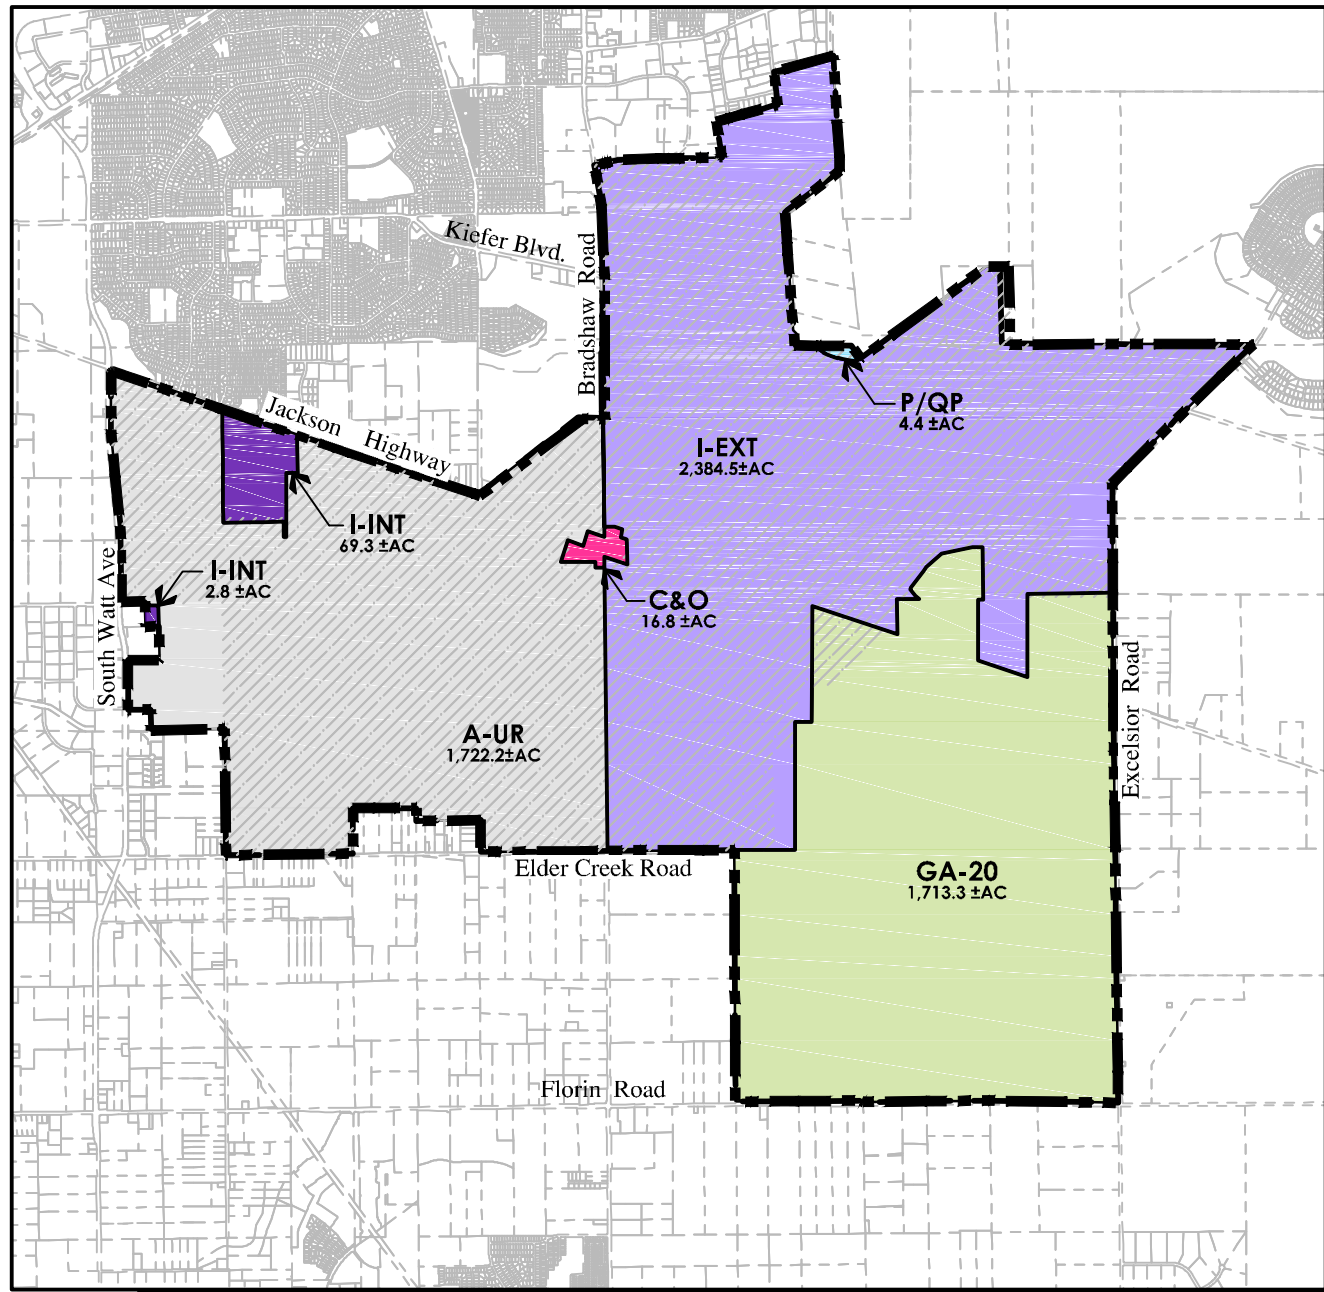 Kiefer Blvd.
Bradshaw Road
P/QP
4.4 ±AC
Jackson Highway
I-EXT
2,384.5±AC
I-INT
69.3 ±AC
I-INT
2.8 ±AC
South Watt Ave
C&O
16.8 ±AC
Excelsior Road
A-UR
1,722.2±AC
Elder Creek Road
GA-20
1,713.3 ±AC
Florin Road